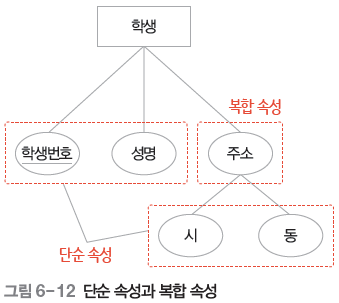 학생
복합 속성
학생번호 성명 주소
단순 속성
시 동
그림 6-12 단순 속성과 복합 속성